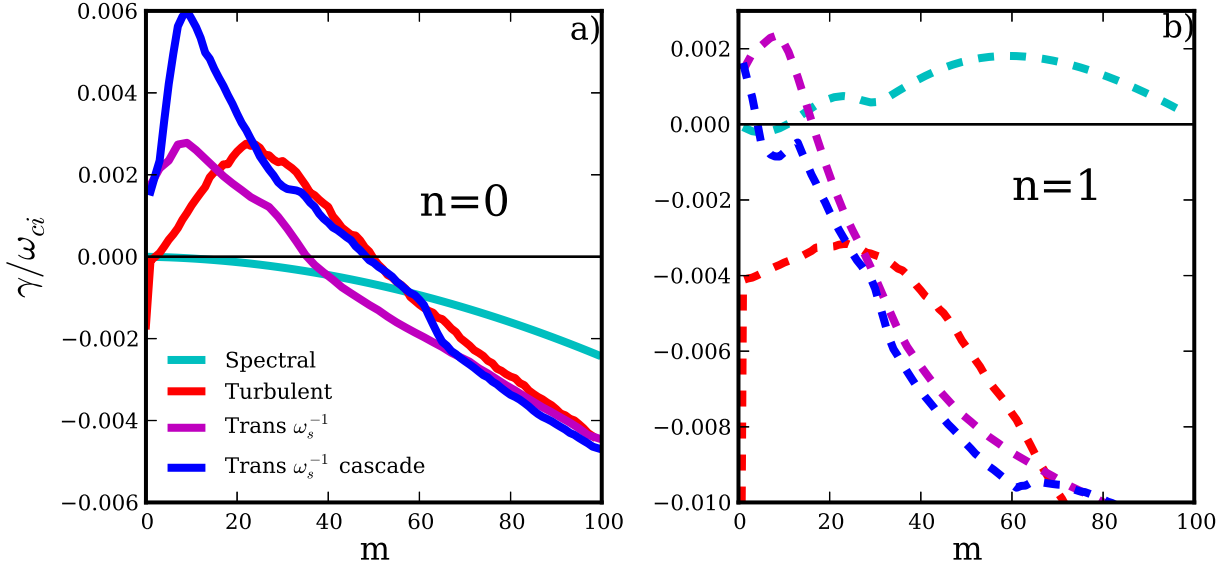 a)
0.006
0.004
0.002
0.000
−0.002
−0.004
−0.006
γ/ω_{ci}
n=0
Spectral
Turbulent
Trans ω_s^{−1}
Trans ω_s^{−1} cascade
0 20 40 60 80 100
m
b)
0.002
0.000
−0.002
−0.004
−0.006
−0.008
−0.010
n=1
0 20 40 60 80 100
m